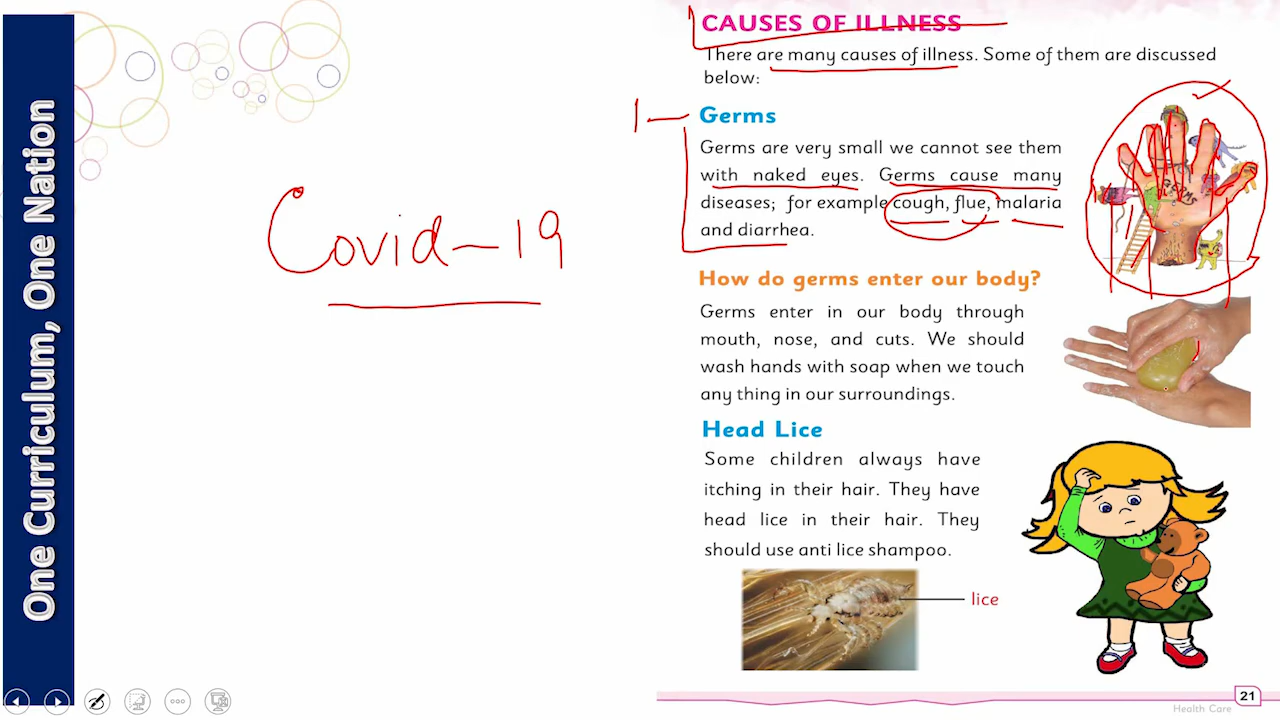 One Curriculum, One Nation
Covid-19
CAUSES OF ILLNESS
There are many causes of illness. Some of them are discussed
below:
1-
Germs
Germs are very small we cannot see them
with naked eyes. Germs cause many
diseases; for example cough, flue, malaria
and diarrhea.
How do germs enter our body?
Germs enter in our body through
mouth, nose, and cuts. We should
wash hands with soap when we touch
any thing in our surroundings.
Head Lice
Some children always have
itching in their hair. They have
head lice in their hair. They
should use anti lice shampoo.
lice
21
Health Care